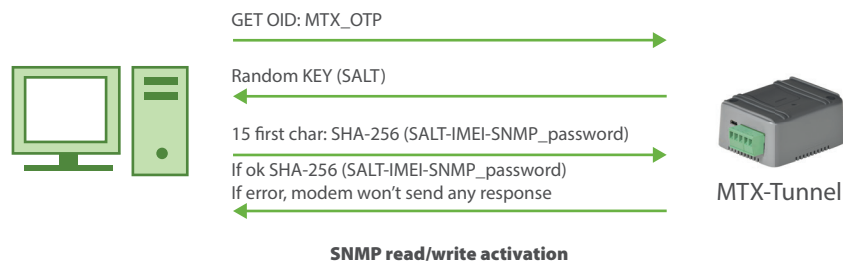 GET OID: MTX_OTP
Random KEY (SALT)
15 first char: SHA-256 (SALT-IMEI-SNMP_password)
If ok SHA-256 (SALT-IMEI-SNMP_password)
If error, modem won’t send any response
MTX-Tunnel
SNMP read/write activation